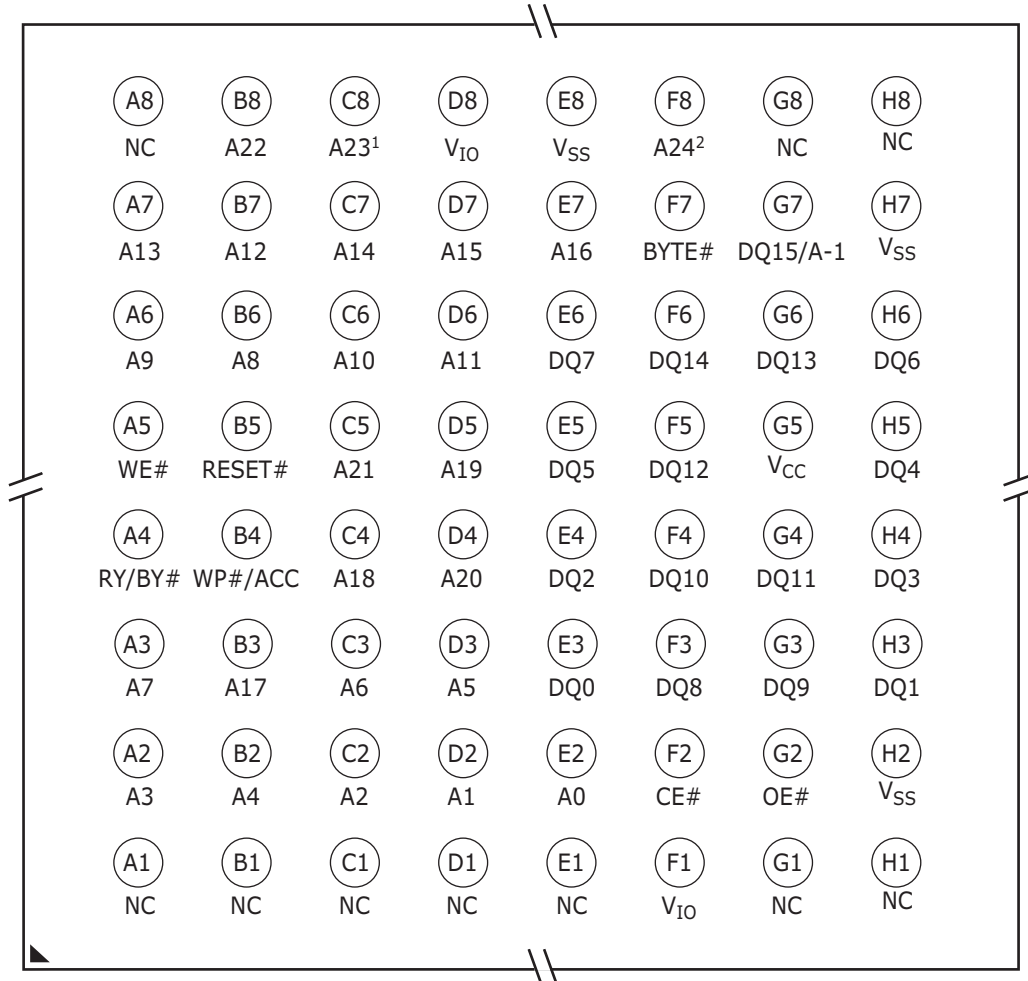 A8 B8 C8 D8 E8 F8 G8 H8
NC A22 A23¹ V_IO V_SS A24² NC NC
A7 B7 C7 D7 E7 F7 G7 H7
A13 A12 A14 A15 A16 BYTE# DQ15/A-1 V_SS
A6 B6 C6 D6 E6 F6 G6 H6
A9 A8 A10 A11 DQ7 DQ14 DQ13 DQ6
A5 B5 C5 D5 E5 F5 G5 H5
WE# RESET# A21 A19 DQ5 DQ12 V_CC DQ4
A4 B4 C4 D4 E4 F4 G4 H4
RY/BY# WP#/ACC A18 A20 DQ2 DQ10 DQ11 DQ3
A3 B3 C3 D3 E3 F3 G3 H3
A7 A17 A6 A5 DQ0 DQ8 DQ9 DQ1
A2 B2 C2 D2 E2 F2 G2 H2
A3 A4 A2 A1 A0 CE# OE# V_SS
A1 B1 C1 D1 E1 F1 G1 H1
NC NC NC NC NC V_IO NC NC